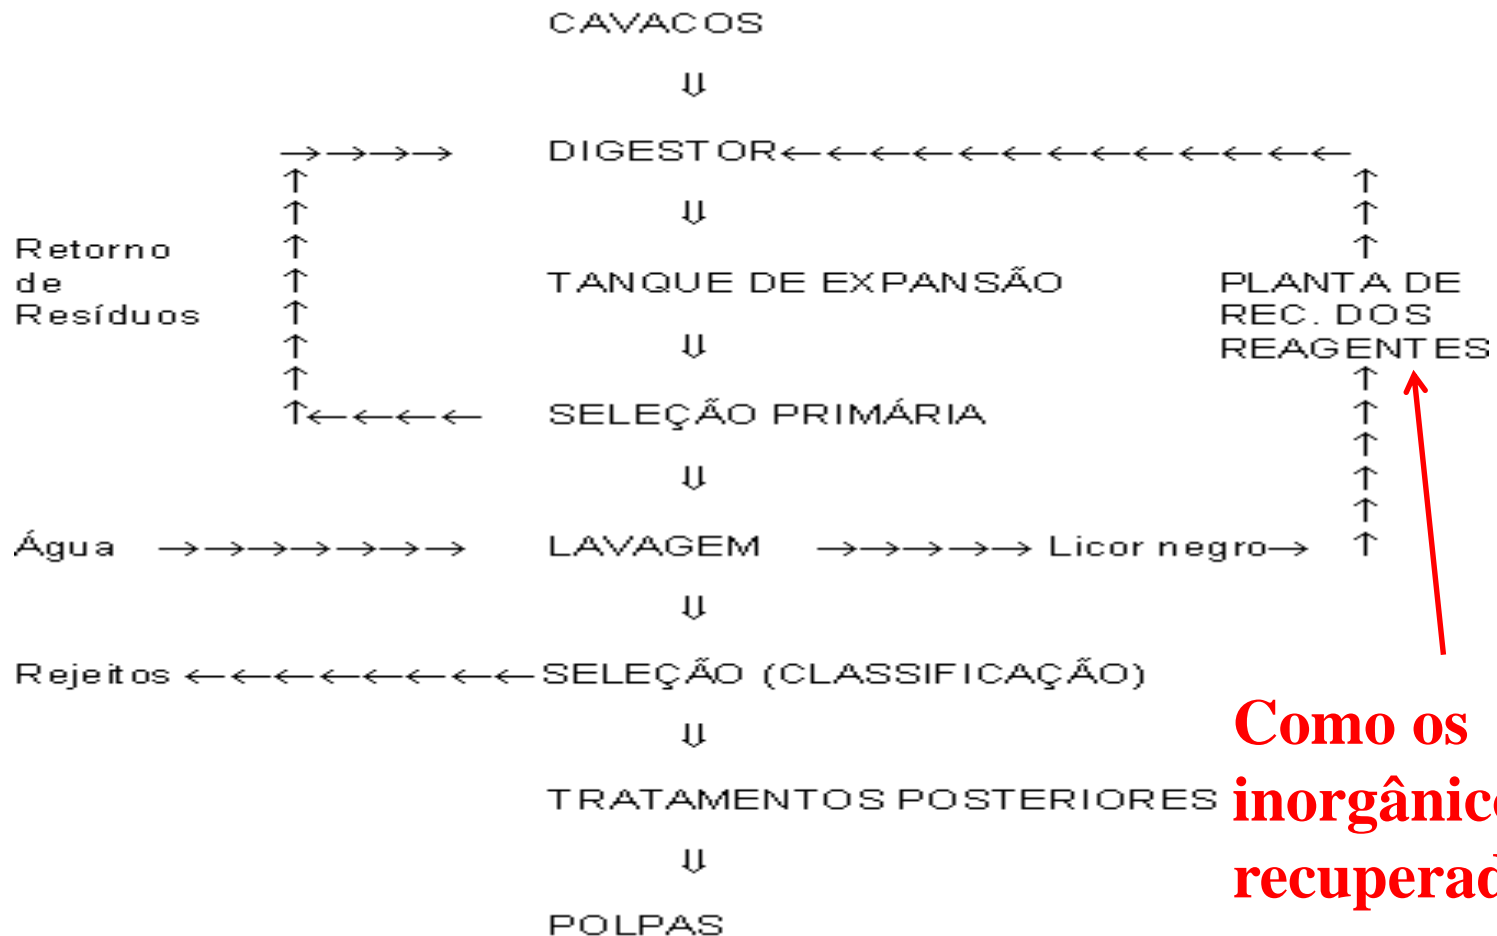 CAVACOS
⇓
→→→→ DIGESTOR←←←←←←←←←←←←←
⇓
Retorno
de
Resíduos
TANQUE DE EXPANSÃO
PLANTA DE
REC. DOS
REAGENTES
⇓
←←←← SELEÇÃO PRIMÁRIA
⇓
Água →→→→→→→ LAVAGEM →→→→→ Licor negro→
⇓
Rejeitos ←←←←←←←←SELEÇÃO (CLASSIFICAÇÃO)
⇓
TRATAMENTOS POSTERIORES
⇓
POLPAS
Como os